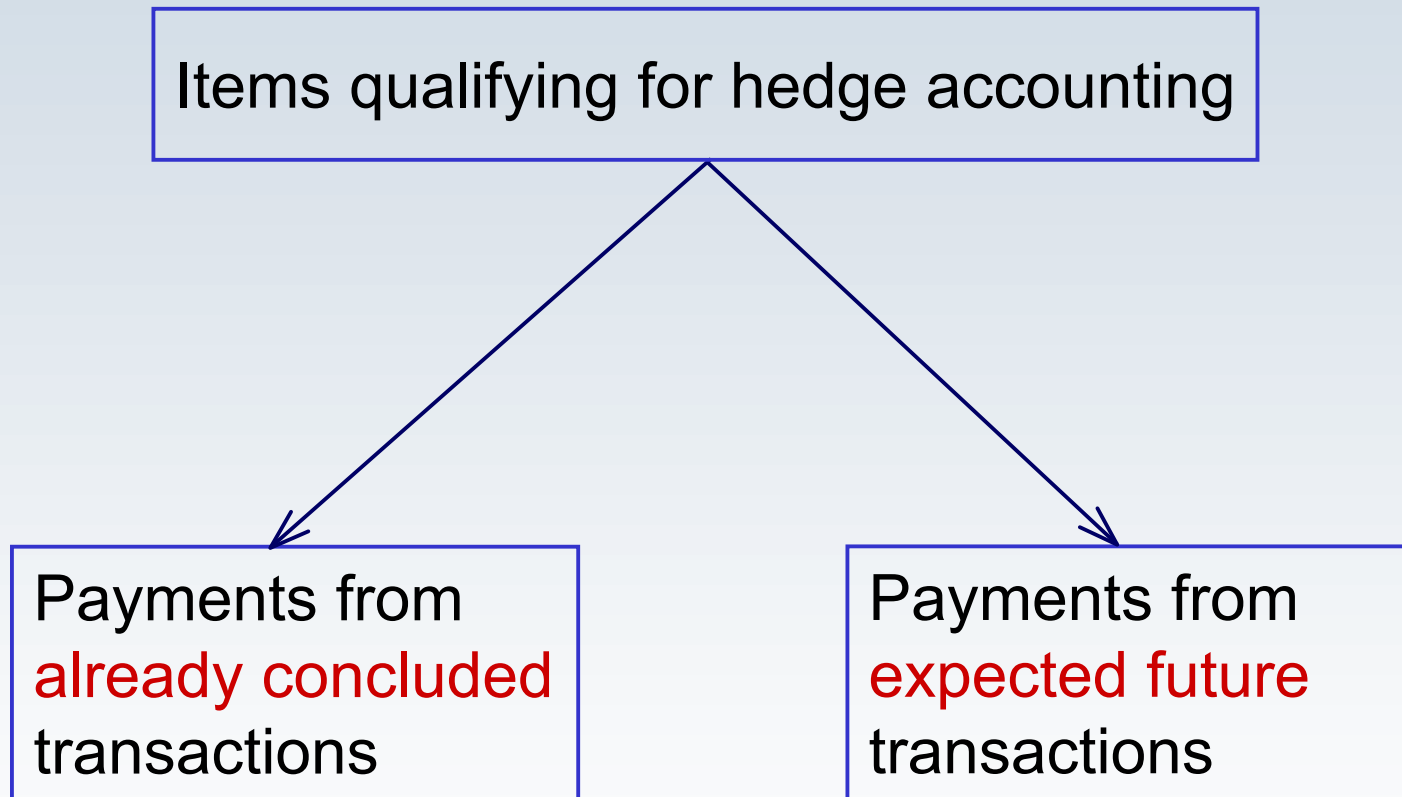 Items qualifying for hedge accounting
Payments from
already concluded
transactions
Payments from
expected future
transactions